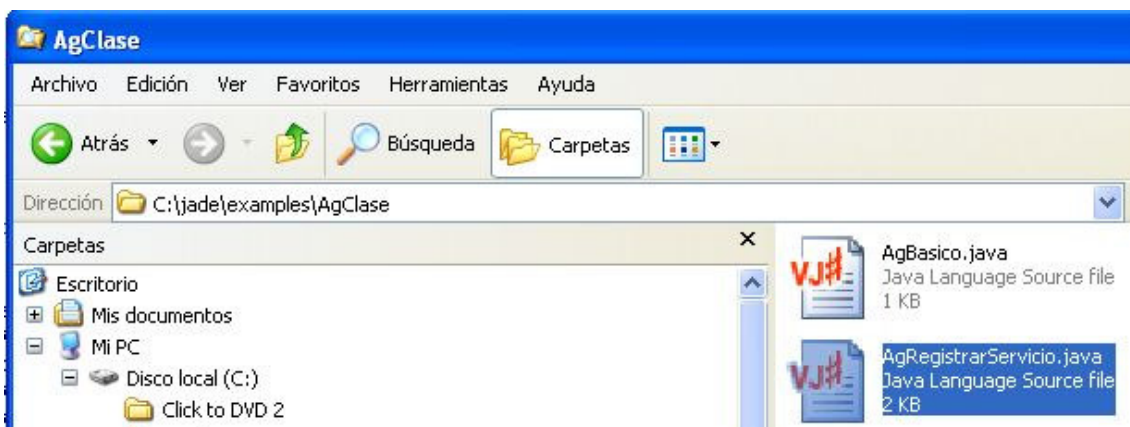 AgClase
Archivo Edición Ver Favoritos Herramientas Ayuda
Atrás Búsqueda Carpetas
Dirección C:\jade\examples\AgClase
Carpetas
Escritorio
Mis documentos
Mi PC
Disco local (C:)
Click to DVD 2
VJ#
AgBasico.java
Java Language Source file
1 KB
VJ#
AgRegistrarServicio.java
Java Language Source file
2 KB